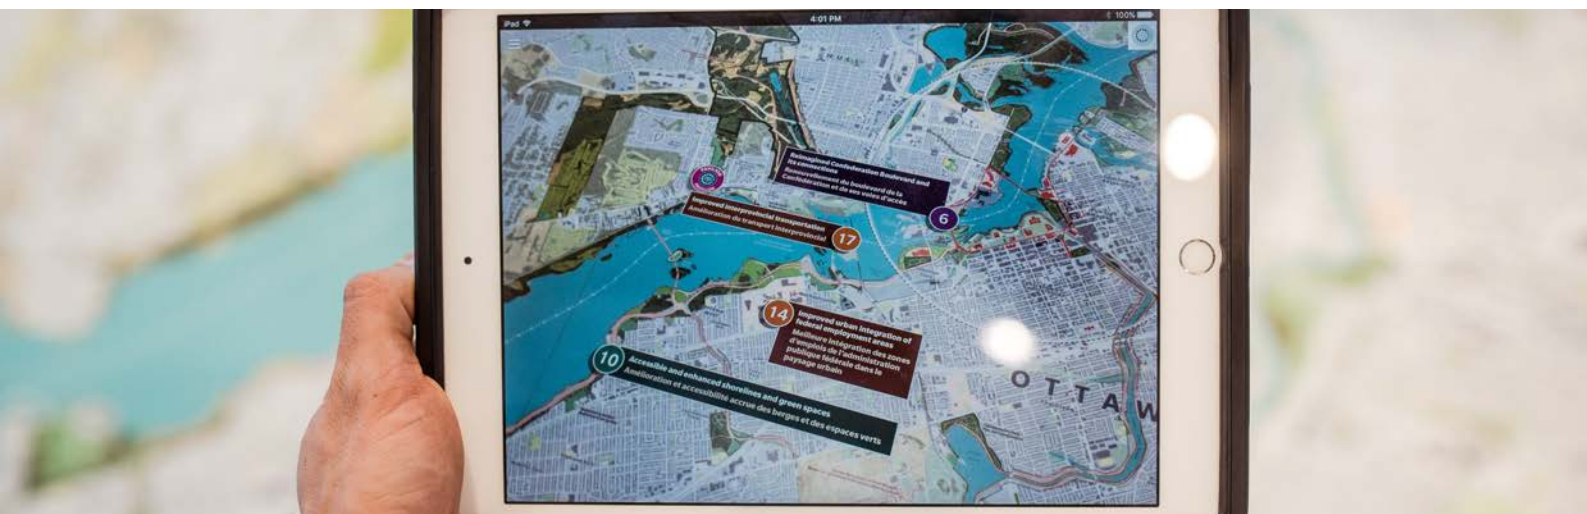 iPad
4:01 PM
100%
Reimagined Confederation Boulevard and
its connections
Renouvellement du boulevard de la
Confédération et de ses voies d'accès
6
Improved interprovincial transportation
Amélioration du transport interprovincial
17
14
Improved urban integration of
federal employment areas
Meilleure intégration des zones
d'emplois de l'administration
publique fédérale dans le
paysage urbain
10
Accessible and enhanced shorelines and green spaces
Amélioration et accessibilité accrue des berges et des espaces verts
OTTAW